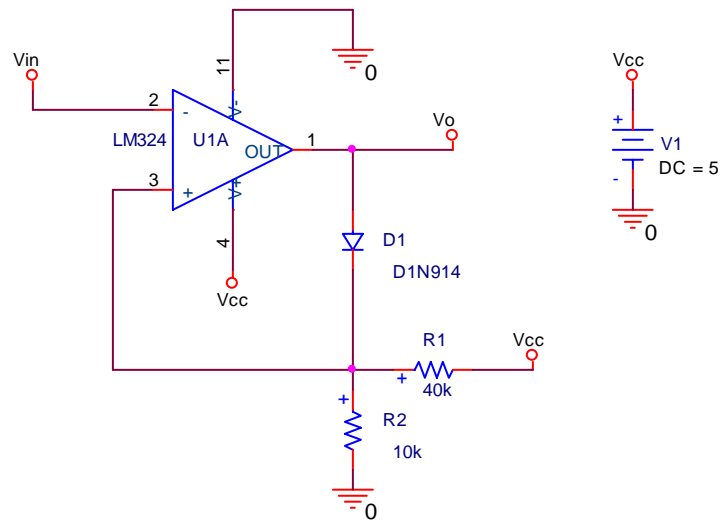 Vin
11
0
2
-
V-
LM324
U1A
OUT
1
Vo
3
+
V+
4
Vcc
D1
D1N914
R1
Vcc
+
40k
+
R2
10k
0
Vcc
+
V1
DC = 5
-
0